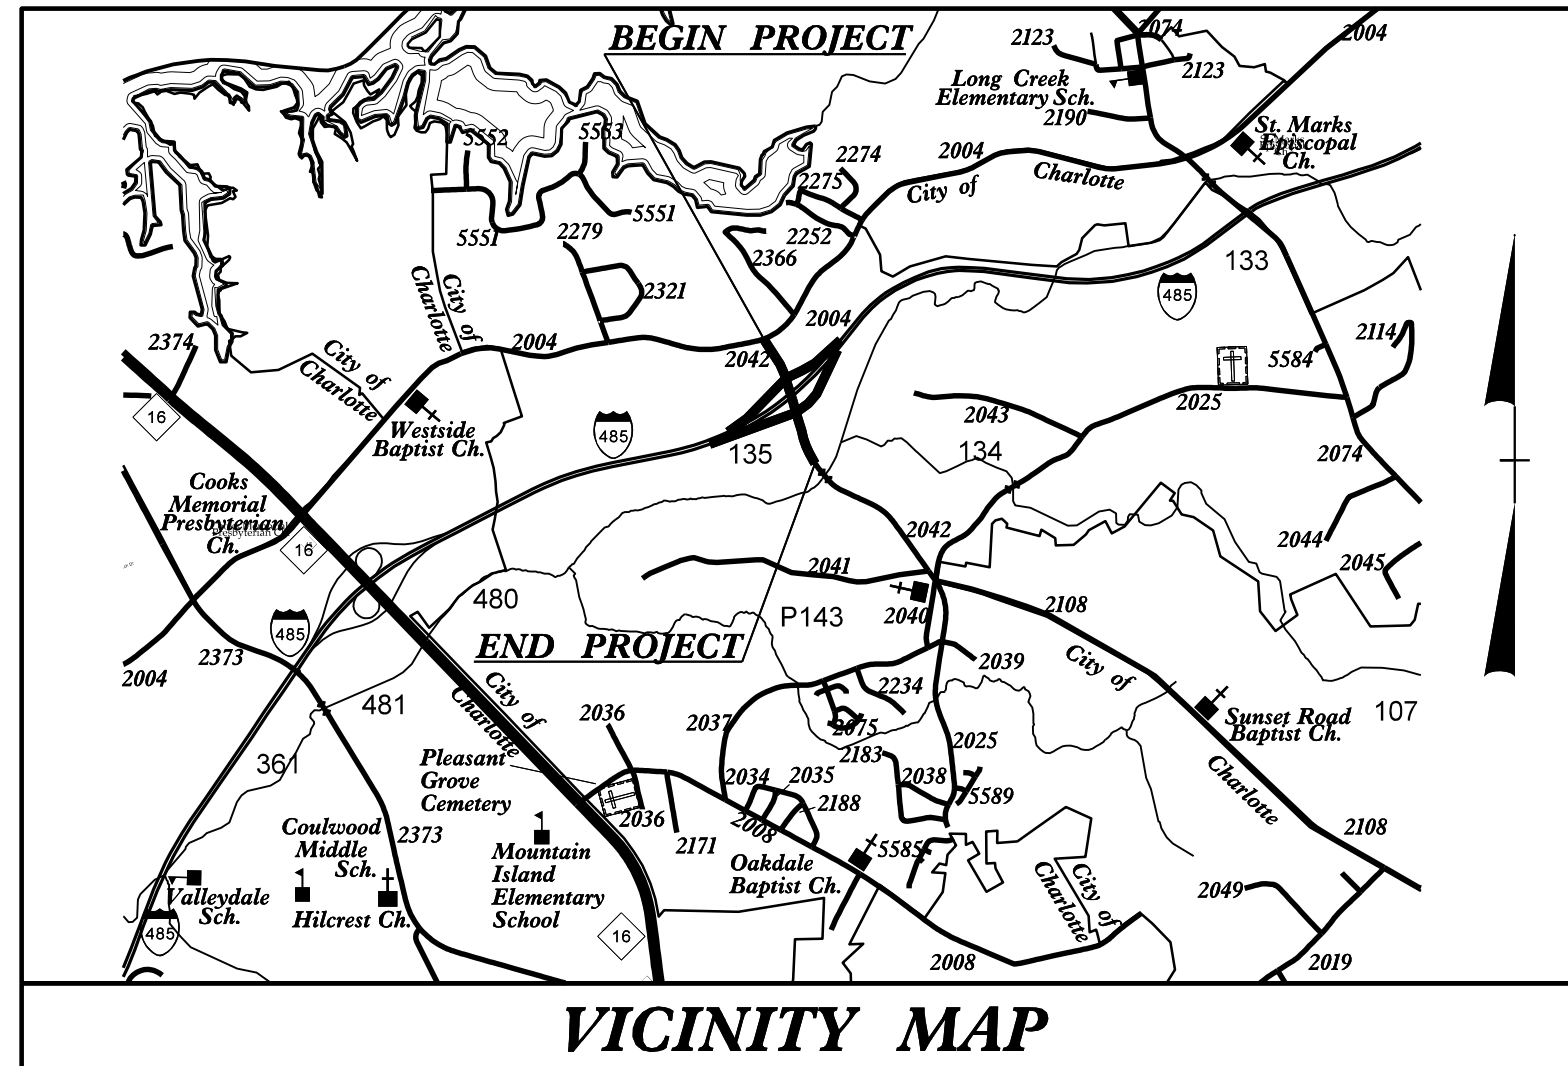 BEGIN PROJECT
2074
2004
2123
2123
Long Creek
Elementary Sch.
2190
St. Marks
Episcopal
Ch.
5552
5553
2274
2004
2275
City of
Charlotte
5551
5551
2279
2252
2366
133
485
City of
Charlotte
2321
2004
2374
2004
2042
City of
Charlotte
2114
5584
16
2025
2043
485
Westside
Baptist Ch.
135
134
2074
Cooks
Memorial
Presbyterian
Ch.
Presbyterian
16
2042
2044
2045
2041
480
P143
2040
2108
485
END PROJECT
2373
2004
2039
City of
2234
481
City of
Charlotte
2036
2037
2075
107
Sunset Road
Baptist Ch.
2025
2183
361
Pleasant
Grove
Cemetery
2034
2035
2038
5589
2188
Charlotte
2036
2008
2108
Coulwood
Middle
Sch.
2373
2171
5585
Mountain
Island
Elementary
School
Oakdale
Baptist Ch.
City of
Charlotte
2049
Valleydale
Sch.
Hilcrest Ch.
485
16
2008
2019
VICINITY MAP